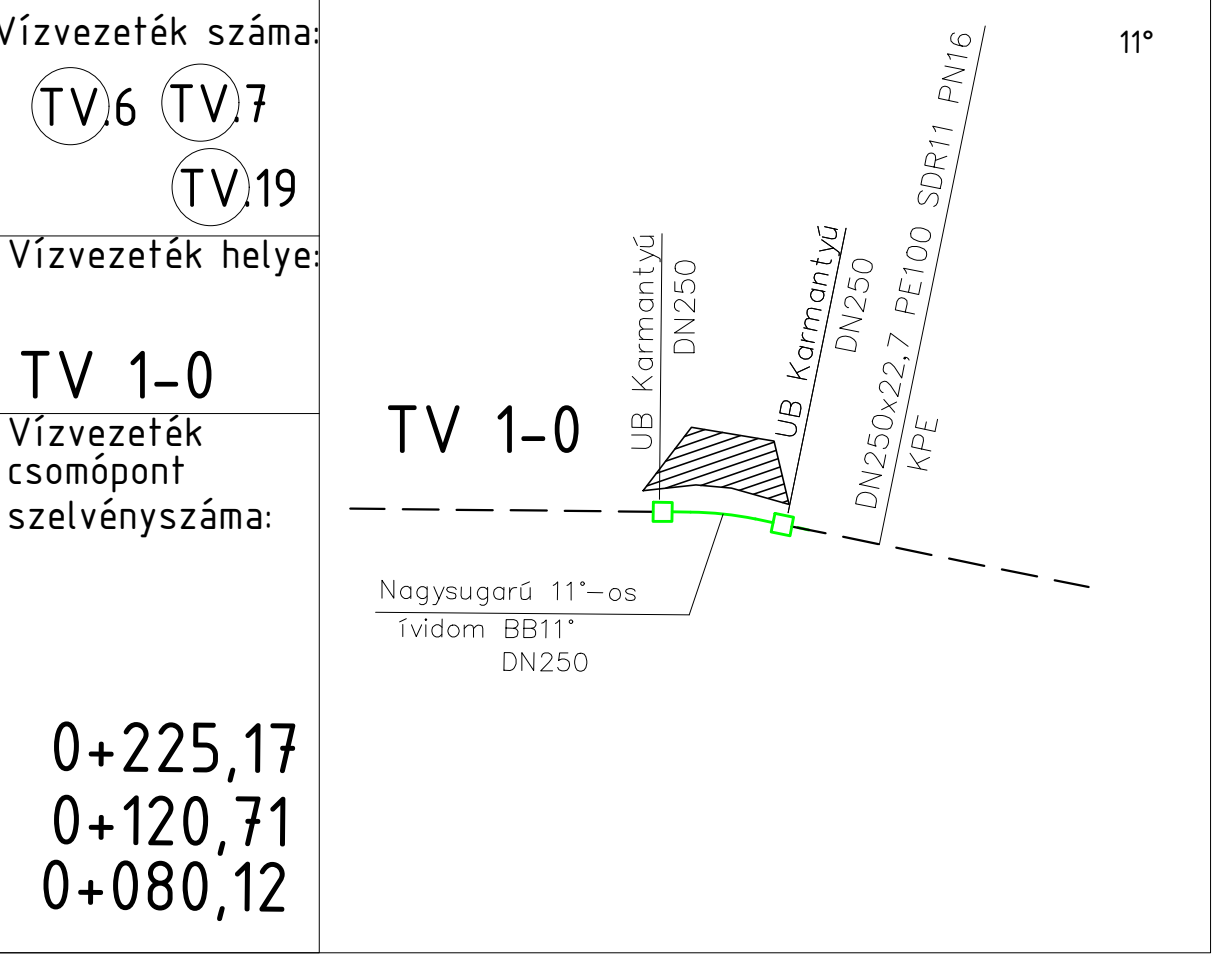 Vízvezeték száma:
TV.6 TV.7
TV.19
Vízvezeték helye:
TV 1-0
Vízvezeték
csomópont
szelvényszáma:
0+225,17
0+120,71
0+080,12
11°
UB Karmantyú
DN250
UB Karmantyú
DN250
DN250x22,7 PE100 SDR11 PN16
KPE
TV 1-0
Nagysugarú 11°-os
ívidom BB11°
DN250